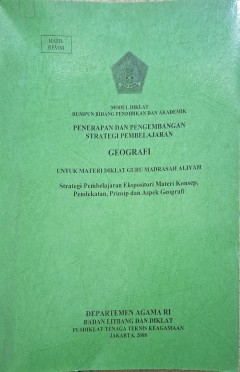 HASIL
REVISI
MODUL DIKLAT
RUMPUN BIDANG PENDIDIKAN DAN AKADEMIK
PENERAPAN DAN PENGEMBANGAN
STRATEGI PEMBELAJARAN
GEOGRAFI
UNTUK MATERI DIKLAT GURU MADRASAH ALIYAH
Strategi Pembelajaran Ekspositori Materi Konsep,
Pendekatan, Prinsip dan Aspek Geografi
DEPARTEMEN AGAMA RI
BADAN LITBANG DAN DIKLAT
PUSDIKLAT TENAGA TEKNIS KEAGAMAAN
JAKARTA,